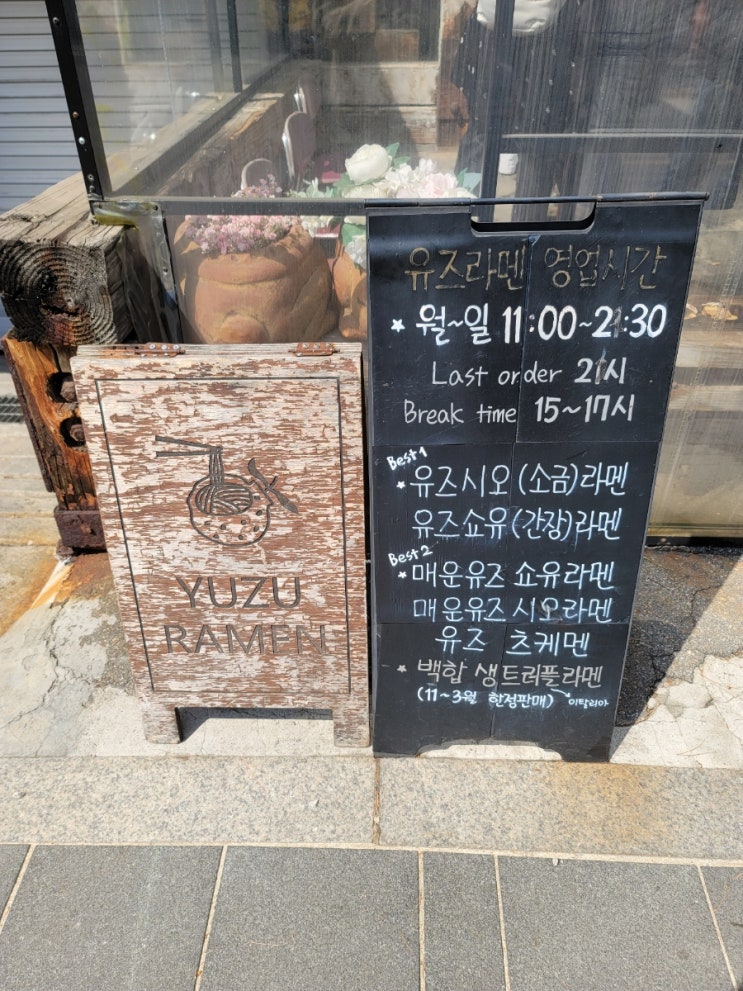 YUZU
RAMEN
유즈라멘 영업시간
* 월~일 11:00~21:30
Last order 21시
Break time 15~17시
Best 1
* 유즈시오(소금)라멘
유즈쇼유(간장)라멘
Best 2
* 매운유즈 쇼유라멘
매운유즈 시오라멘
유즈 츠케멘
* 백합 생트러플라멘
(11~3월 한정판매) 이탈리아